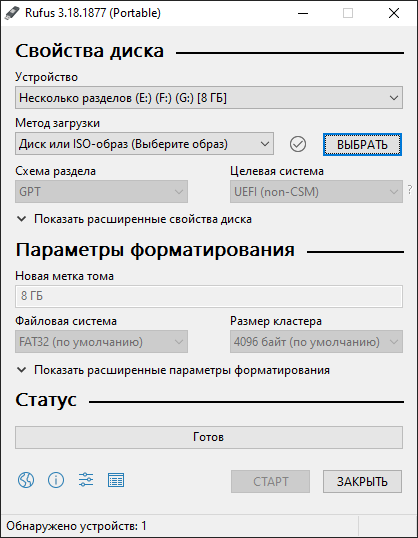 Rufus 3.18.1877 (Portable)
Свойства диска
Устройство
Несколько разделов (E:) (F:) (G:) [8 ГБ]
Метод загрузки
Диск или ISO-образ (Выберите образ)
ВЫБРАТЬ
Схема раздела
Целевая система
GPT
UEFI (non-CSM)
?
Показать расширенные свойства диска
Параметры форматирования
Новая метка тома
8 ГБ
Файловая система
Размер кластера
FAT32 (по умолчанию)
4096 байт (по умолчанию)
Показать расширенные параметры форматирования
Статус
Готов
СТАРТ
ЗАКРЫТЬ
Обнаружено устройств: 1